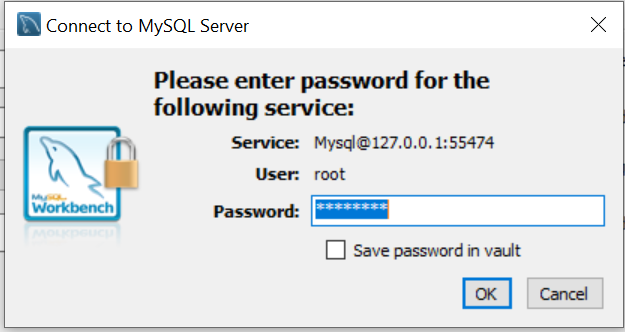 Connect to MySQL Server
Please enter password for the
following service:
Service: Mysql@127.0.0.1:55474
User: root
MySQL
Workbench
Password: ********
Save password in vault
OK Cancel